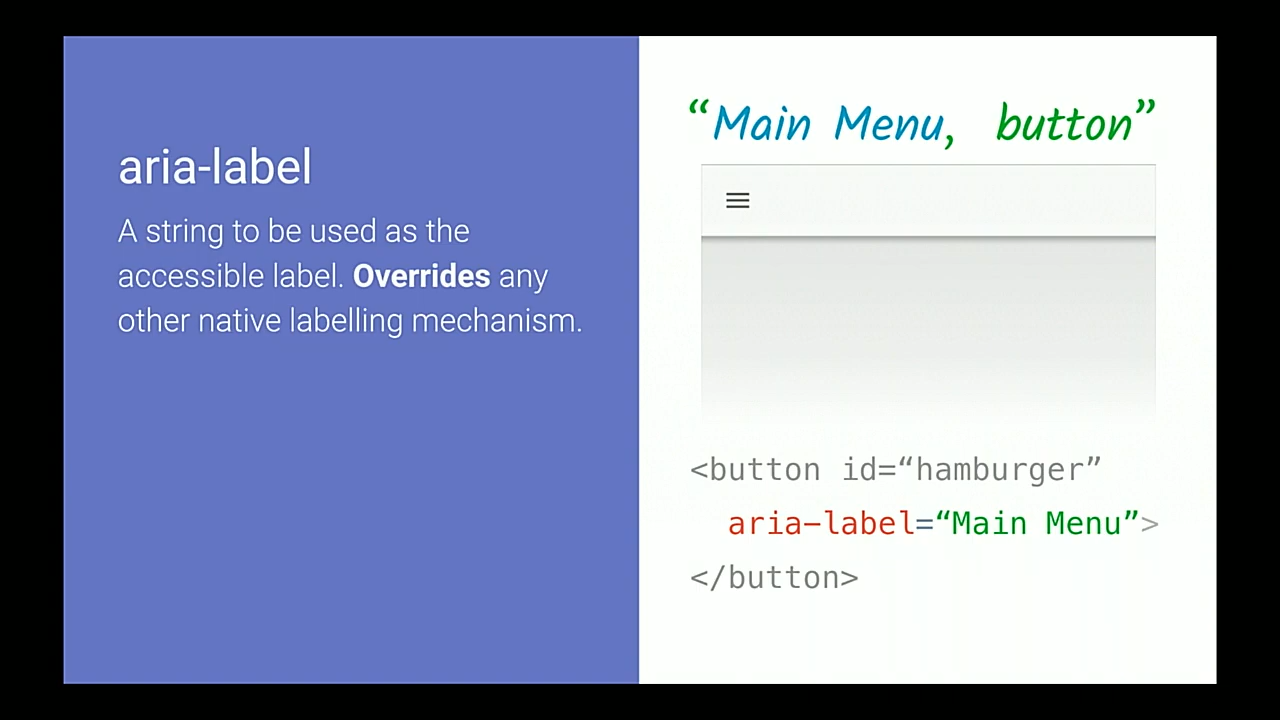 aria-label
A string to be used as the
accessible label. Overrides any
other native labelling mechanism.
“Main Menu, button”
<button id=“hamburger”
aria-label=“Main Menu”>
</button>